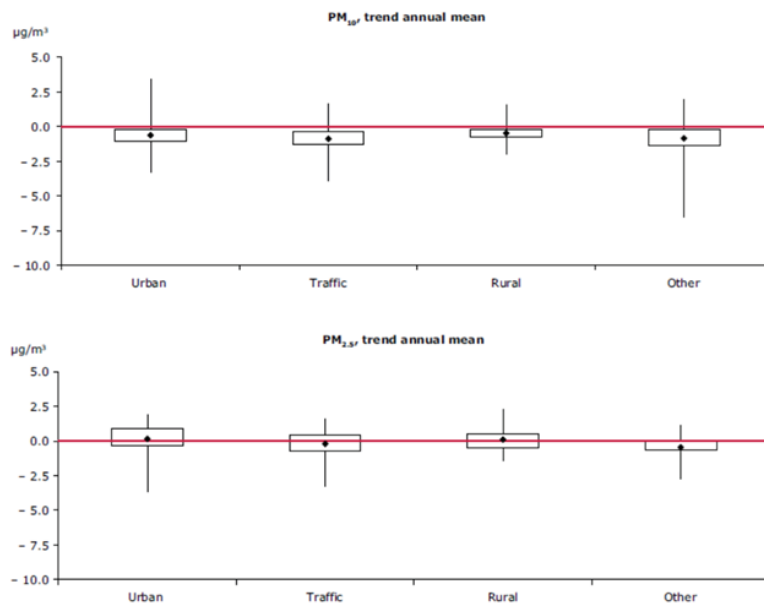 PM₁₀, trend annual mean
µg/m³
5.0
2.5
0.0
– 2.5
– 5.0
– 7.5
– 10.0
Urban Traffic Rural Other
PM₂.₅, trend annual mean
µg/m³
5.0
2.5
0.0
– 2.5
– 5.0
– 7.5
– 10.0
Urban Traffic Rural Other